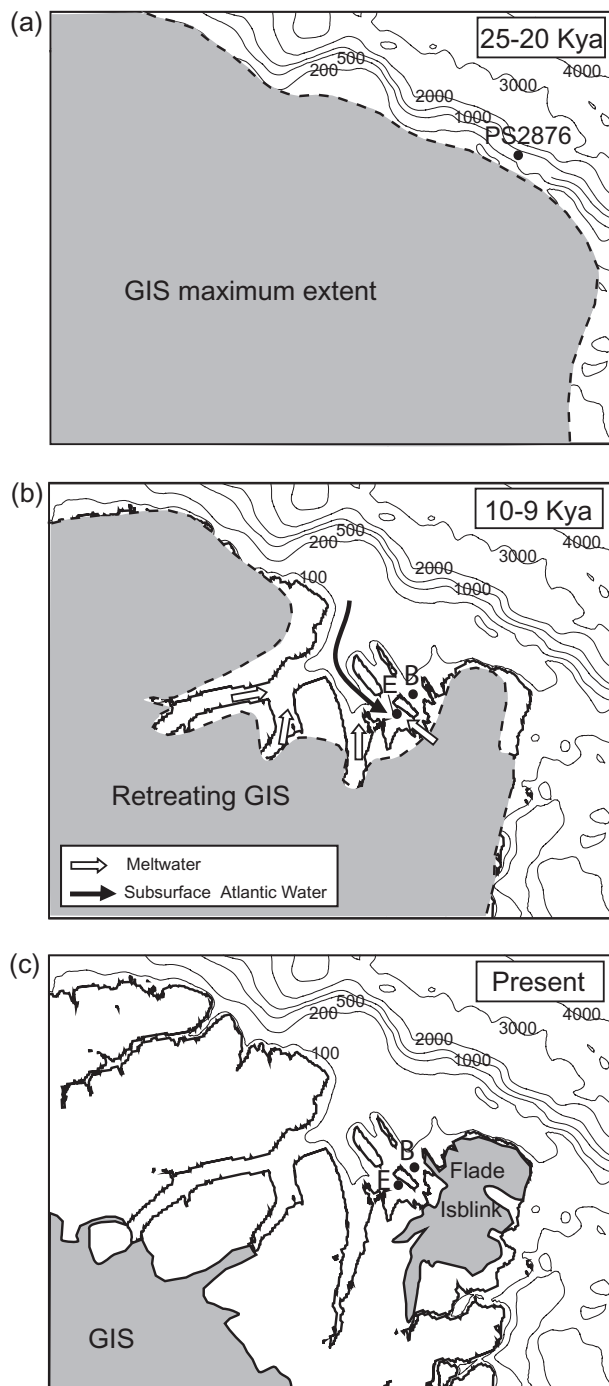 (a)
25-20 Kya
500
200
4000
3000
2000
1000
PS2876
GIS maximum extent
(b)
10-9 Kya
500
200
4000
3000
2000
1000
100
B
E
Retreating GIS
Meltwater
Subsurface Atlantic Water
(c)
Present
500
200
4000
3000
2000
1000
100
B
E
Flade
Isblink
GIS